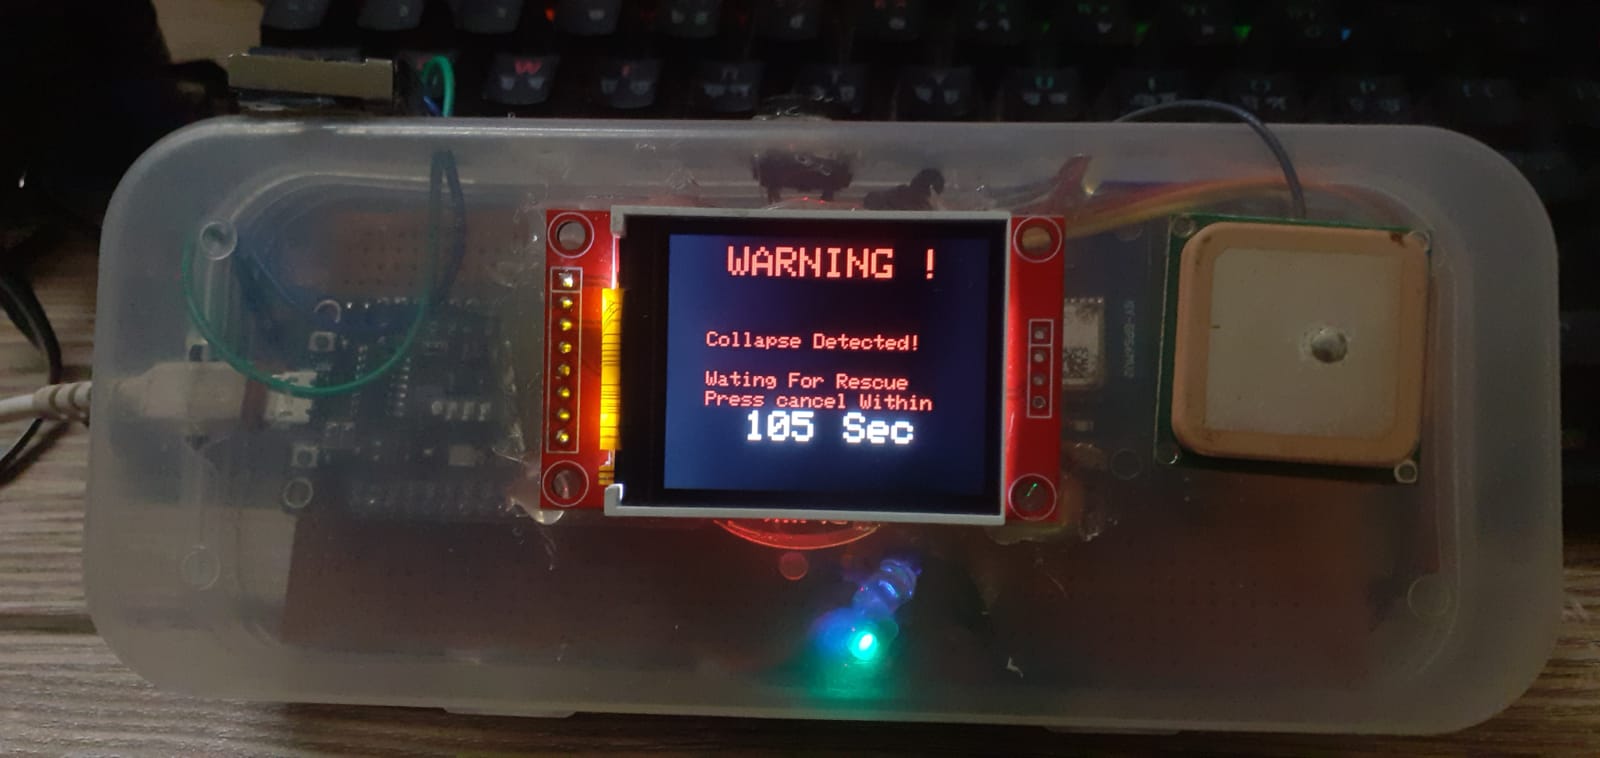 WARNING !
Collapse Detected!
Wating For Rescue
Press cancel Within
105 Sec